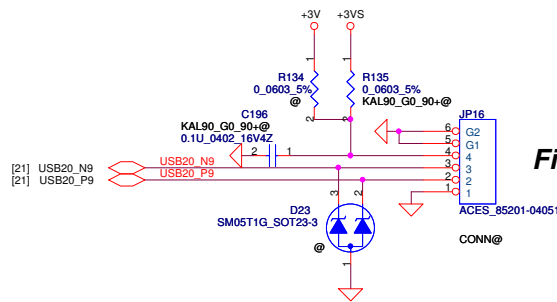 +3V
+3VS
1
1
R134
0_0603_5%
@
R135
0_0603_5%
KAL90_G0_90+@
2
2
C196
KAL90_G0_90+@
0.1U_0402_16V4Z
2
1
JP16
6
G2
5
G1
4
4
3
3
2
2
1
1
ACES_85201-04051
CONN@
Fi
[21] USB20_N9
USB20_N9
[21] USB20_P9
USB20_P9
3
2
D23
SM05T1G_SOT23-3
@
1